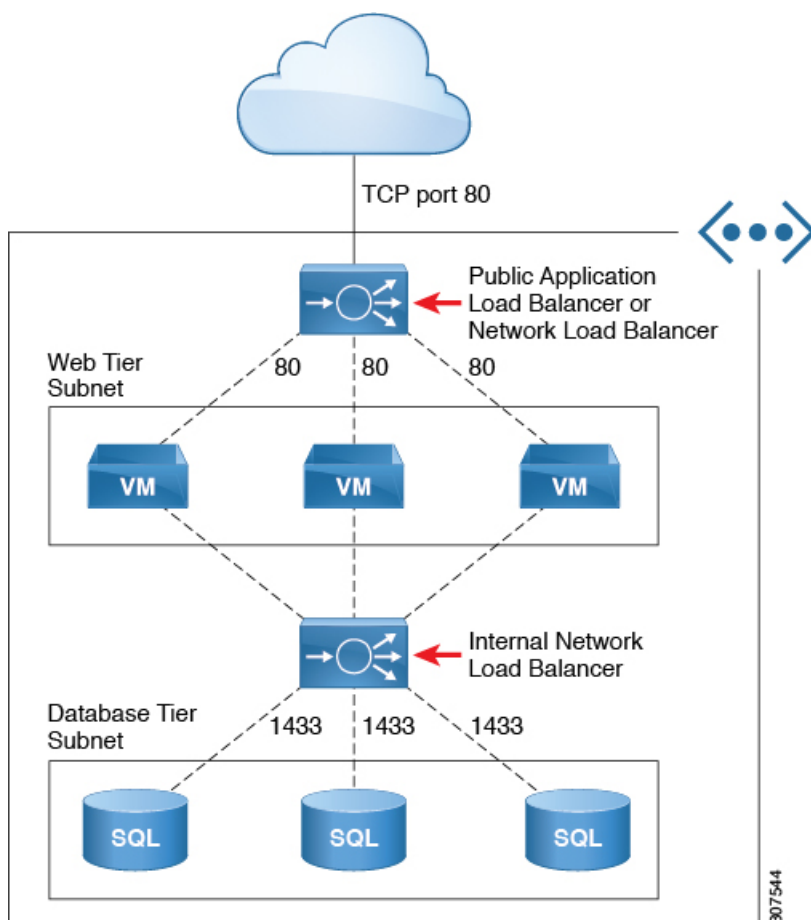 TCP port 80
Public Application
Load Balancer or
Network Load Balancer
80
80
80
Web Tier
Subnet
VM
VM
VM
Internal Network
Load Balancer
Database Tier
Subnet
1433
1433
1433
SQL
SQL
SQL
307544